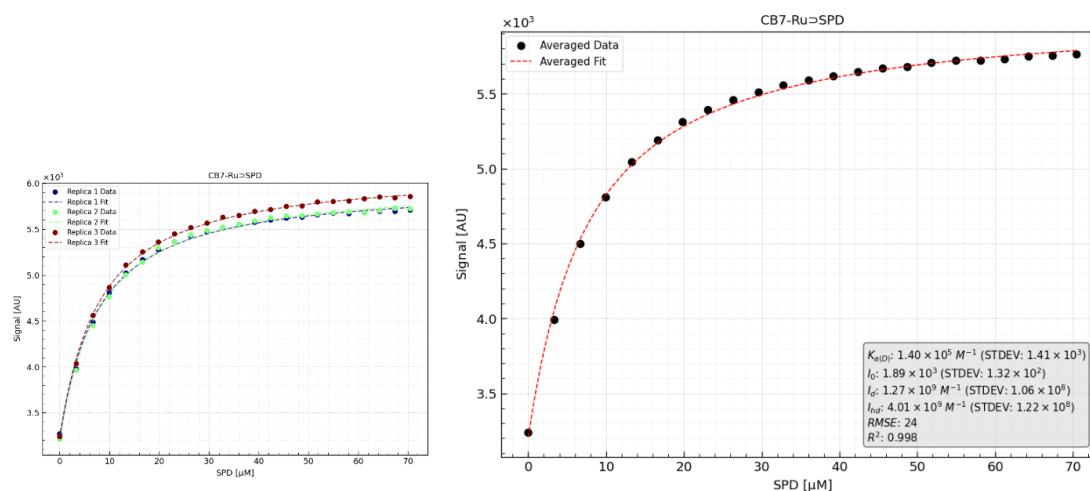 CB7-Ru⊃SPD
×10³
Replica 1 Data
Replica 1 Fit
Replica 2 Data
Replica 2 Fit
Replica 3 Data
Replica 3 Fit
6.0
5.5
5.0
4.5
4.0
3.5
Signal [AU]
0 10 20 30 40 50 60 70
SPD [µM]
CB7-Ru⊃SPD
×10³
Averaged Data
Averaged Fit
5.5
5.0
4.5
4.0
3.5
Signal [AU]
K_a(D): 1.40 × 10⁵ M⁻¹ (STDEV: 1.41 × 10³)
I₀: 1.89 × 10³ (STDEV: 1.32 × 10²)
I_d: 1.27 × 10⁹ M⁻¹ (STDEV: 1.06 × 10⁸)
I_hd: 4.01 × 10⁹ M⁻¹ (STDEV: 1.22 × 10⁸)
RMSE: 24
R²: 0.998
0 10 20 30 40 50 60 70
SPD [µM]